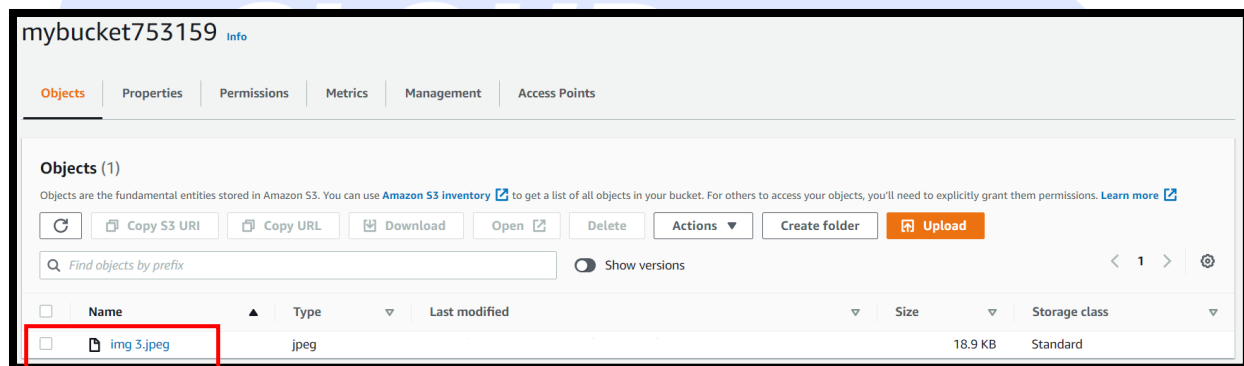 mybucket753159 Info
Objects Properties Permissions Metrics Management Access Points
Objects (1)
Objects are the fundamental entities stored in Amazon S3. You can use Amazon S3 inventory to get a list of all objects in your bucket. For others to access your objects, you'll need to explicitly grant them permissions. Learn more
Copy S3 URI Copy URL Download Open Delete Actions Create folder Upload
Find objects by prefix Show versions 1
Name Type Last modified Size Storage class
img 3.jpeg jpeg 18.9 KB Standard